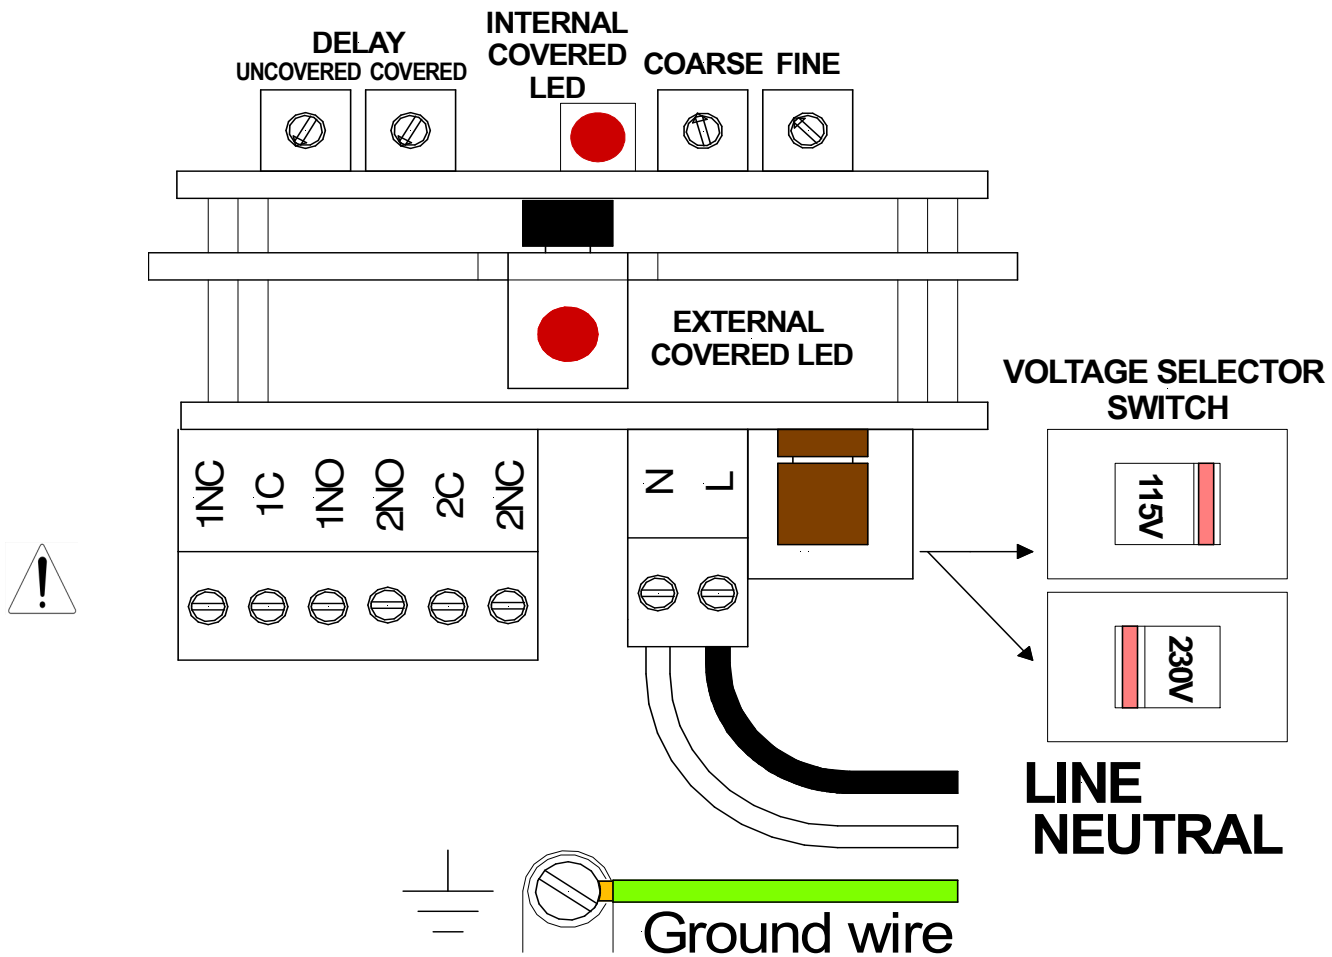 DELAY
UNCOVERED COVERED
INTERNAL
COVERED
LED
COARSE FINE
EXTERNAL
COVERED LED
VOLTAGE SELECTOR
SWITCH
1NC
1C
1NO
2NO
2C
2NC
N
L
115V
230V
LINE
NEUTRAL
Ground wire